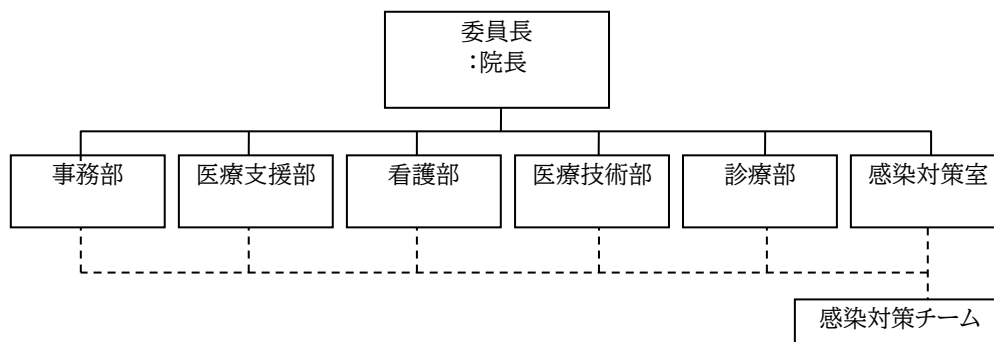 委員長
：院長
事務部
医療支援部
看護部
医療技術部
診療部
感染対策室
感染対策チーム